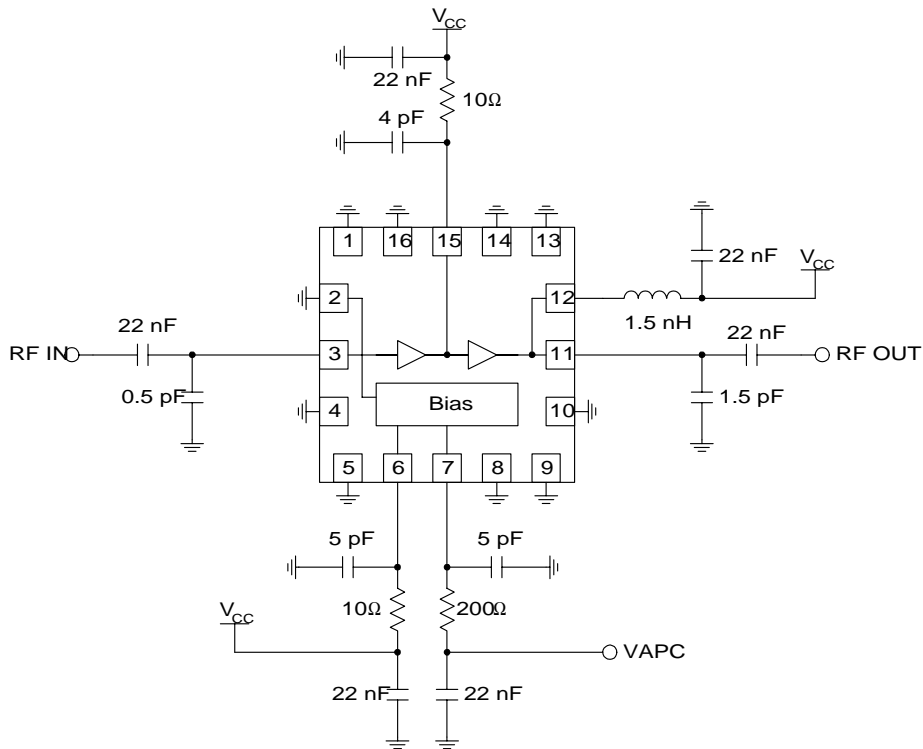 VCC
22 nF
10Ω
4 pF
1 16 15 14 13
2 12 22 nF VCC
1.5 nH
22 nF 22 nF
RF IN 3 11 RF OUT
0.5 pF 4 Bias 10 1.5 pF
5 6 7 8 9
5 pF 5 pF
10Ω 200Ω
VCC
VAPC
22 nF 22 nF